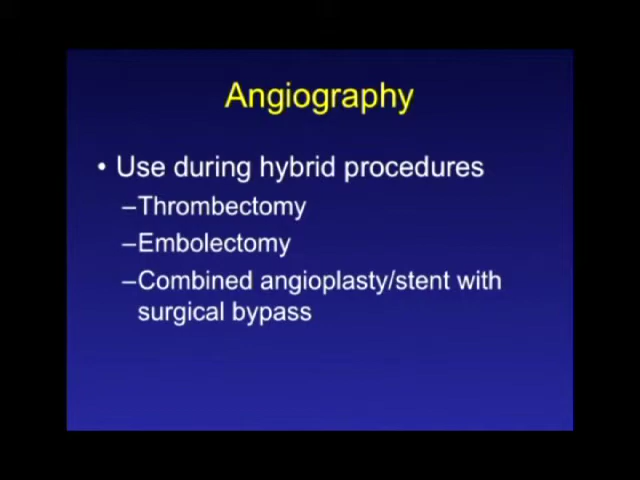 Angiography
• Use during hybrid procedures
–Thrombectomy
–Embolectomy
–Combined angioplasty/stent with
surgical bypass